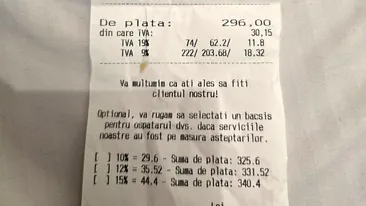 De plata: 296,00
din care IVA: 30,15
TVA 19% 74/ 62.2/ 11.8
TVA 9% 222/ 203.68/ 18.32
Va multumim ca ati ales sa fiti
clientul nostru!
Optional, va rugam sa selectati un bacsis
pentru ospatarul dvs. daca serviciile
noastre au fost pe masura asteptarilor.
[ ] 10% = 29.6 - Suma de plata: 325.6
[ ] 12% = 35.52 - Suma de plata: 331.52
[ ] 15% = 44.4 - Suma de plata: 340.4